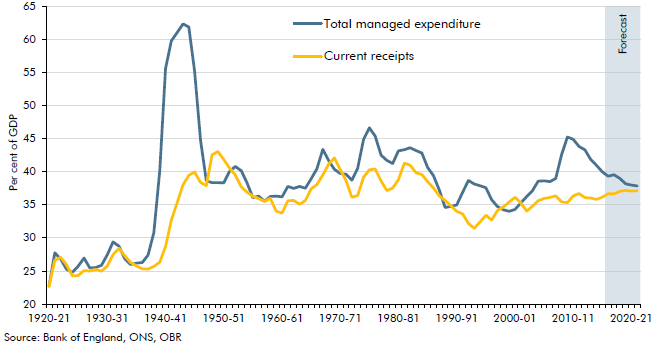 65
60
55
50
45
40
35
30
25
20
Per cent of GDP
Total managed expenditure
Current receipts
Forecast
1920-21 1930-31 1940-41 1950-51 1960-61 1970-71 1980-81 1990-91 2000-01 2010-11 2020-21
Source: Bank of England, ONS, OBR